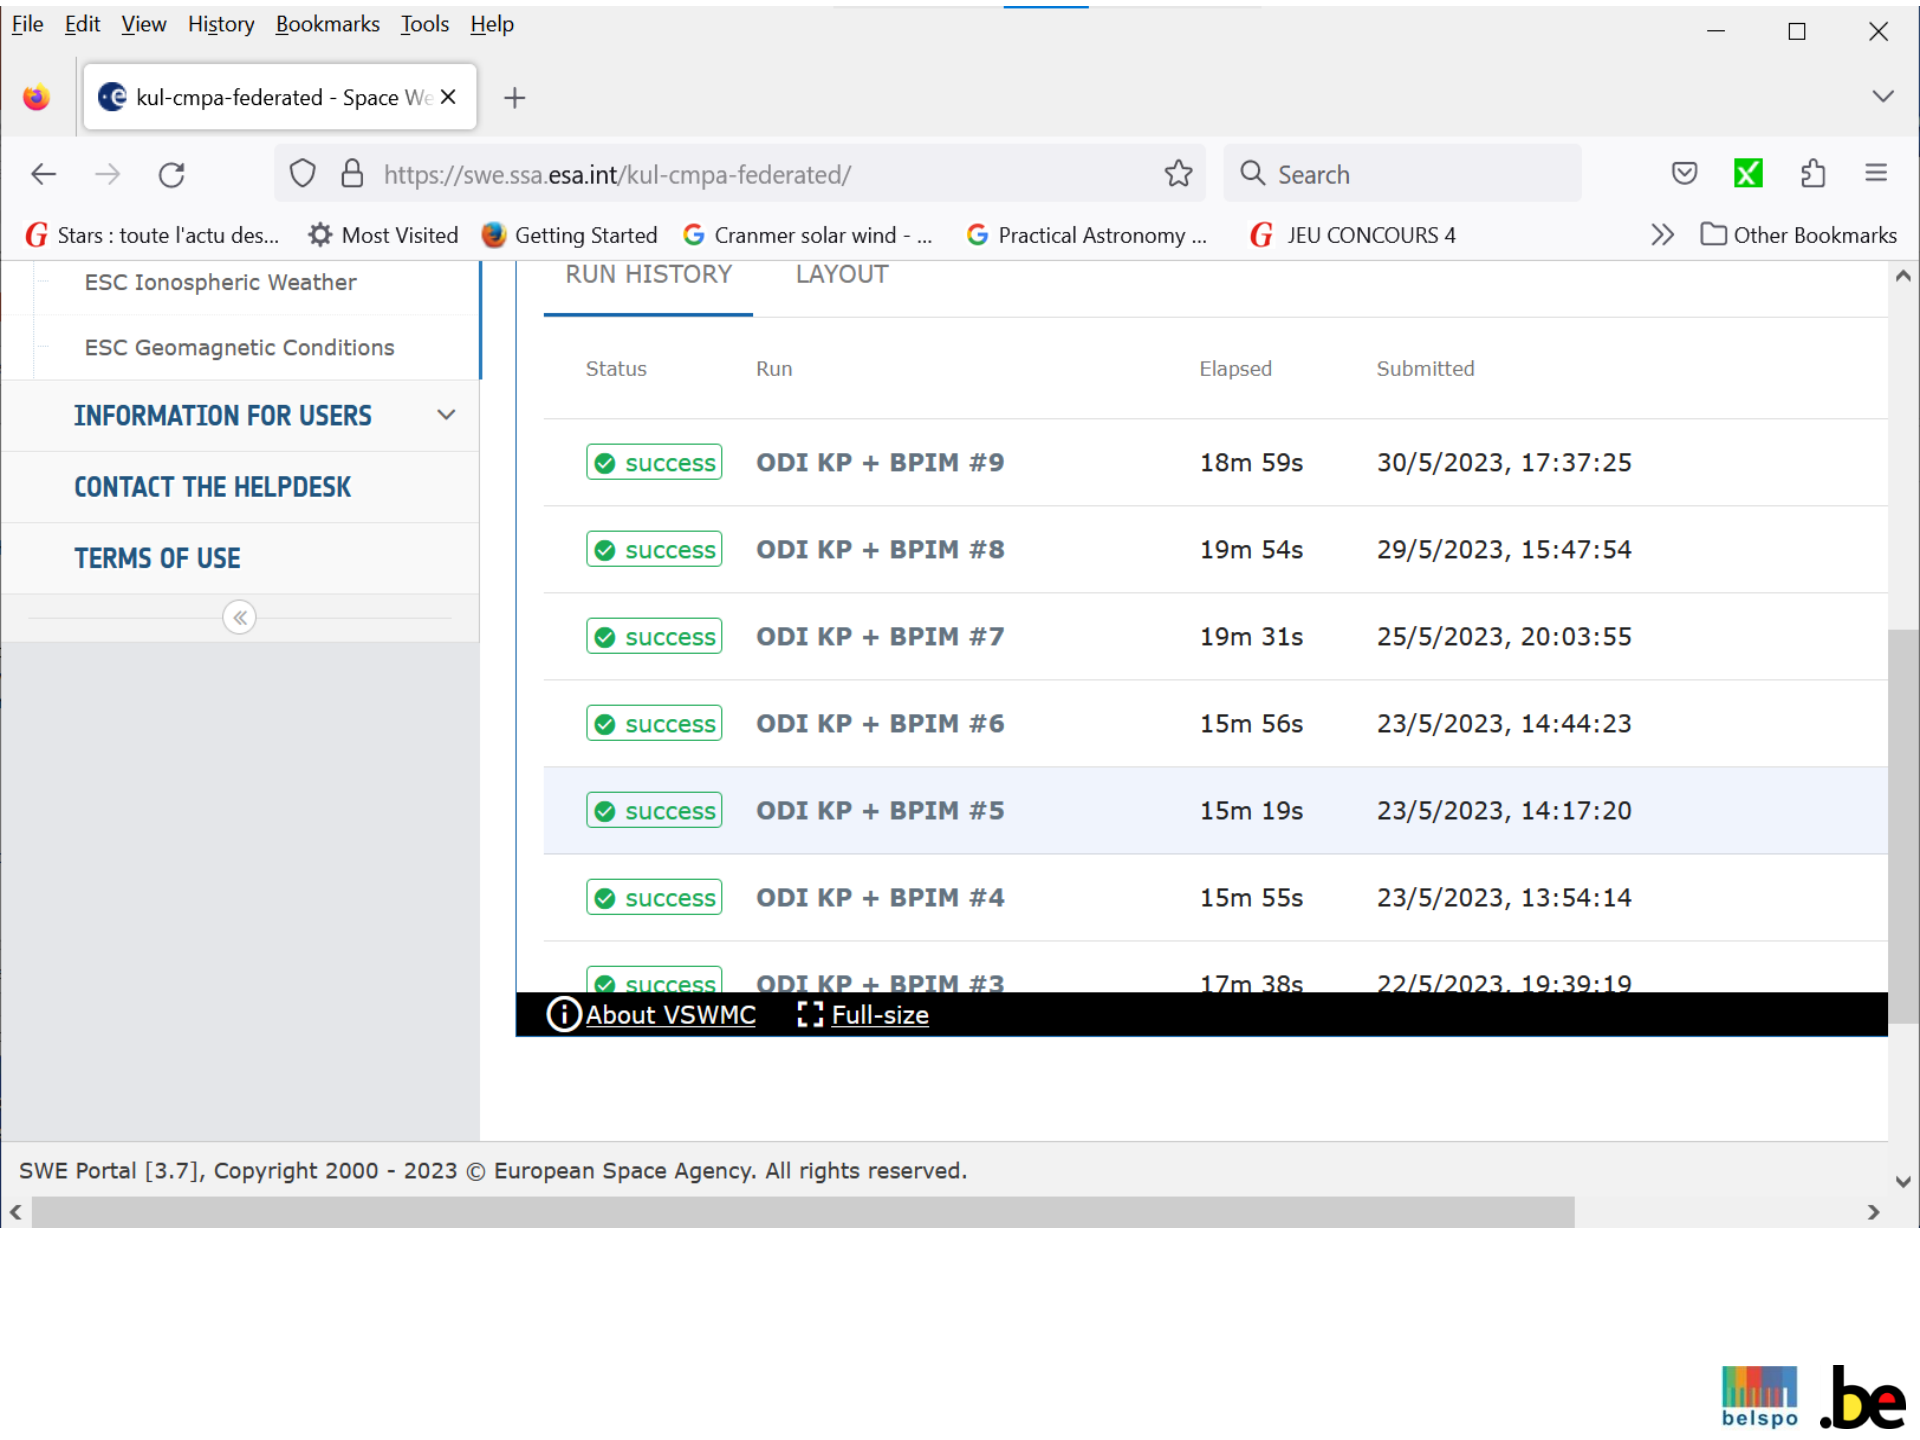 File Edit View History Bookmarks Tools Help
kul-cmpa-federated - Space We
https://swe.ssa.esa.int/kul-cmpa-federated/ Search
G Stars : toute l'actu des... Most Visited Getting Started G Cranmer solar wind - ... G Practical Astronomy ... G JEU CONCOURS 4 Other Bookmarks
ESC Ionospheric Weather
ESC Geomagnetic Conditions
INFORMATION FOR USERS
CONTACT THE HELPDESK
TERMS OF USE
RUN HISTORY LAYOUT
Status Run Elapsed Submitted
success ODI KP + BPIM #9 18m 59s 30/5/2023, 17:37:25
success ODI KP + BPIM #8 19m 54s 29/5/2023, 15:47:54
success ODI KP + BPIM #7 19m 31s 25/5/2023, 20:03:55
success ODI KP + BPIM #6 15m 56s 23/5/2023, 14:44:23
success ODI KP + BPIM #5 15m 19s 23/5/2023, 14:17:20
success ODI KP + BPIM #4 15m 55s 23/5/2023, 13:54:14
success ODI KP + BPIM #3 17m 38s 22/5/2023, 19:39:19
About VSWMC Full-size
SWE Portal [3.7], Copyright 2000 - 2023 © European Space Agency. All rights reserved.
belspo .be